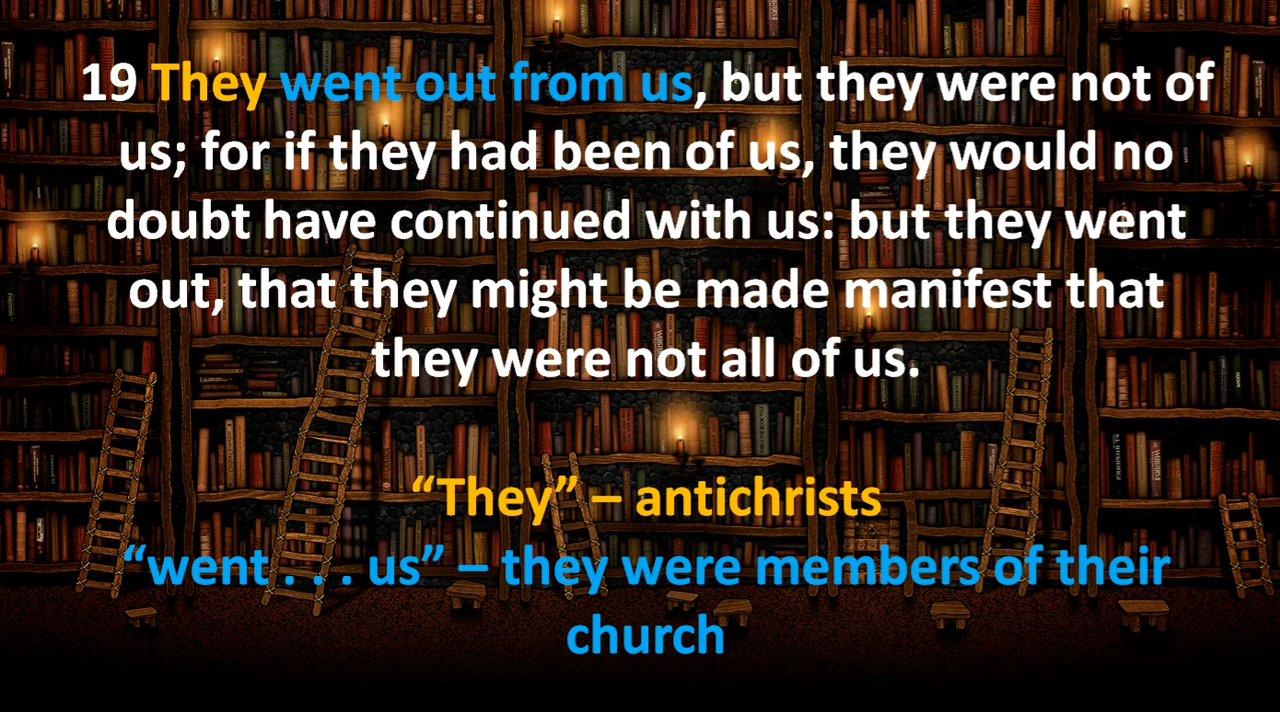 19 They went out from us, but they were not of
us; for if they had been of us, they would no
doubt have continued with us: but they went
out, that they might be made manifest that
they were not all of us.
“They” – antichrists
“went . . . us” – they were members of their
church